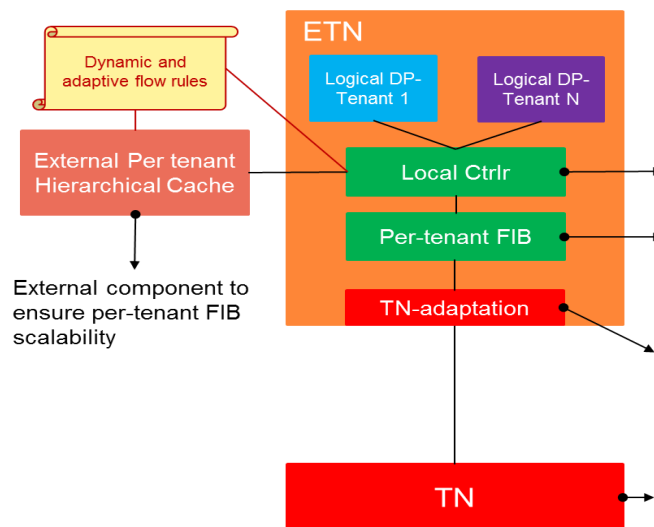 ETN
Dynamic and
adaptive flow rules
Logical DP-
Tenant 1
Logical DP-
Tenant N
External Per tenant
Hierarchical Cache
Local Ctrlr
Per-tenant FIB
External component to
ensure per-tenant FIB
scalability
TN-adaptation
TN